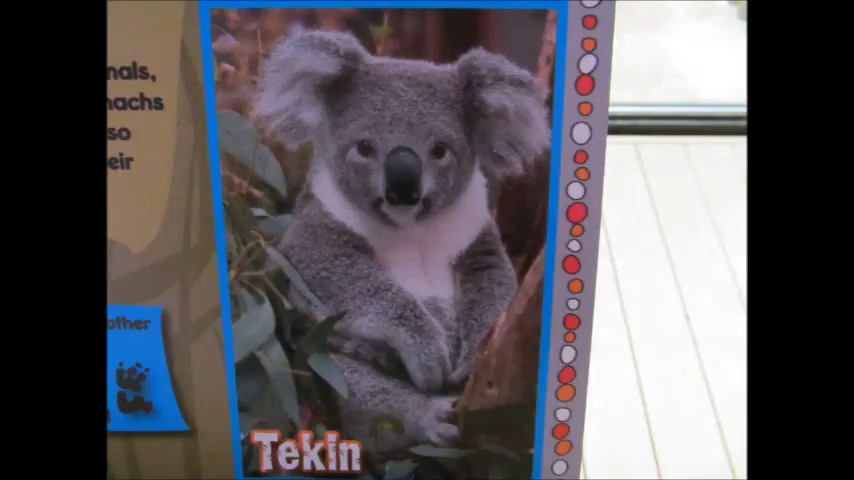 nals,
nachs
so
eir
other
Tekin